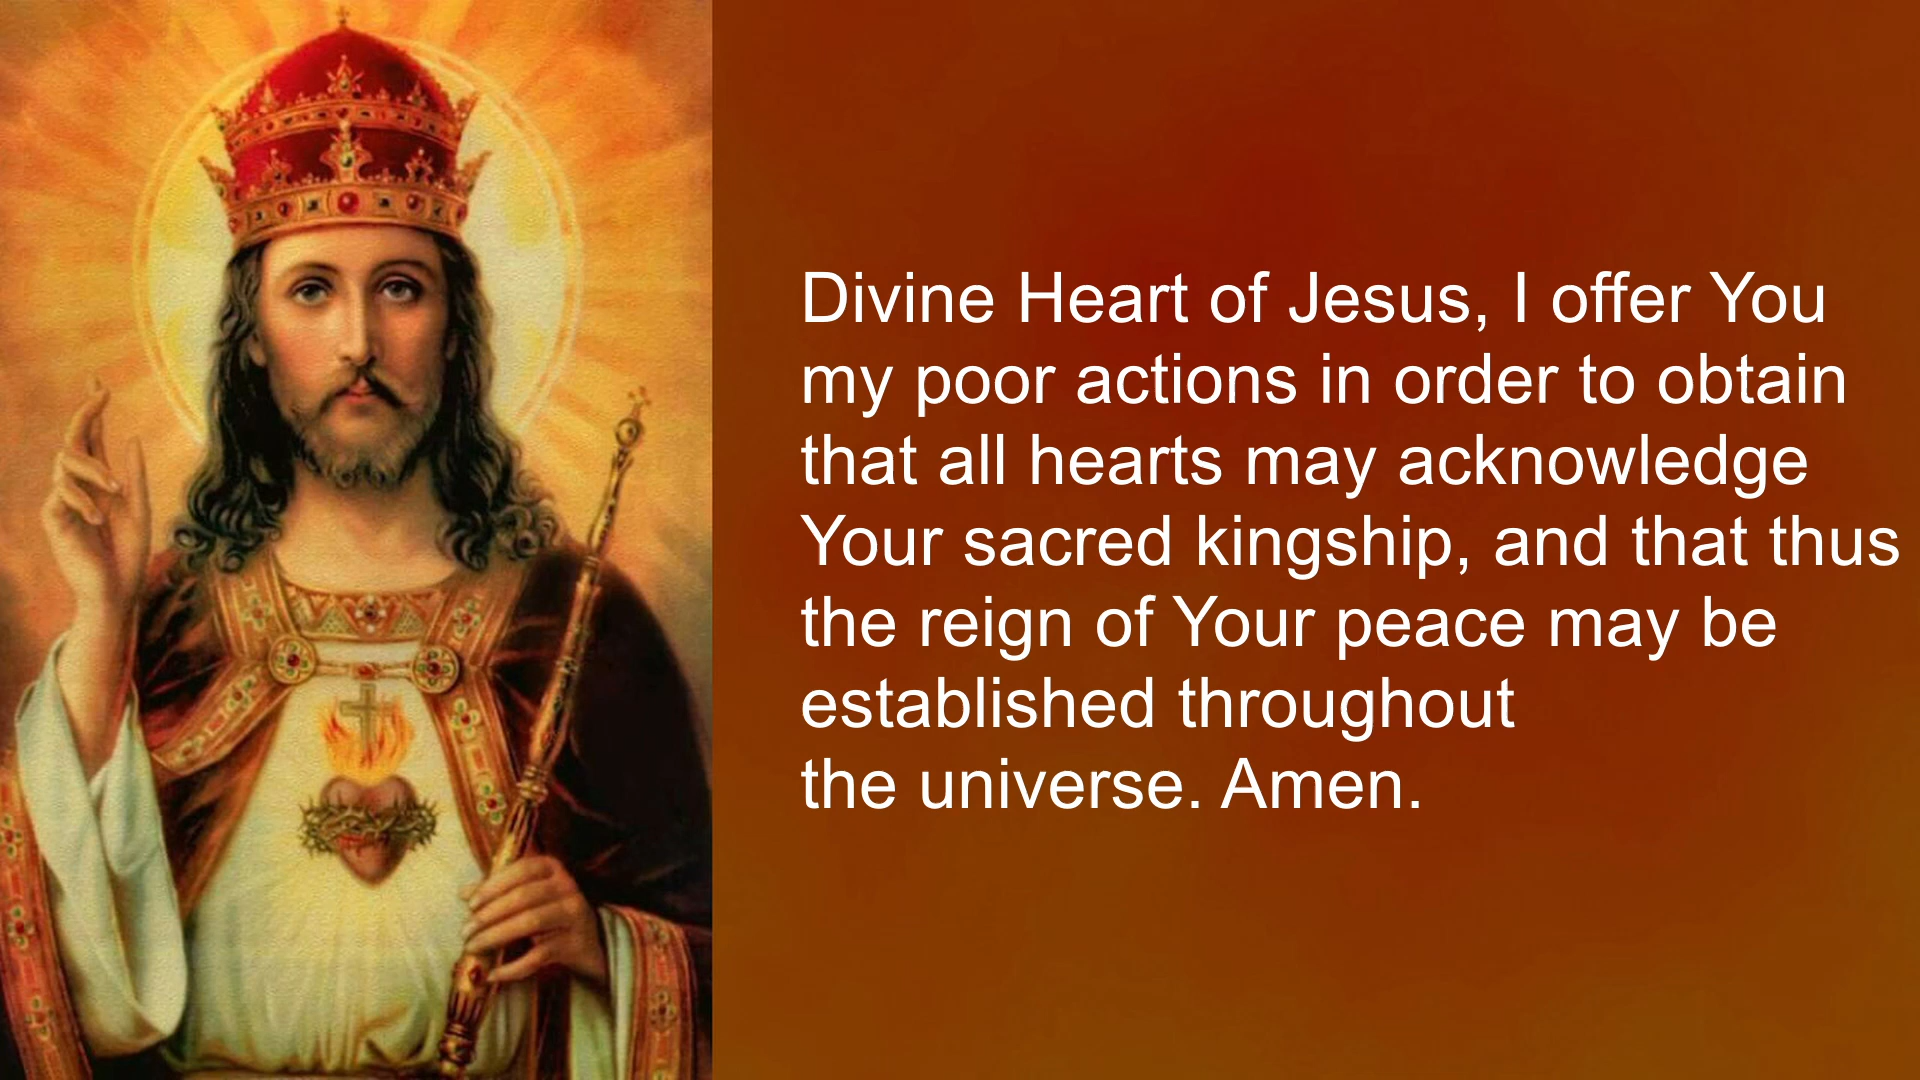 Divine Heart of Jesus, I offer You
my poor actions in order to obtain
that all hearts may acknowledge
Your sacred kingship, and that thus
the reign of Your peace may be
established throughout
the universe. Amen.